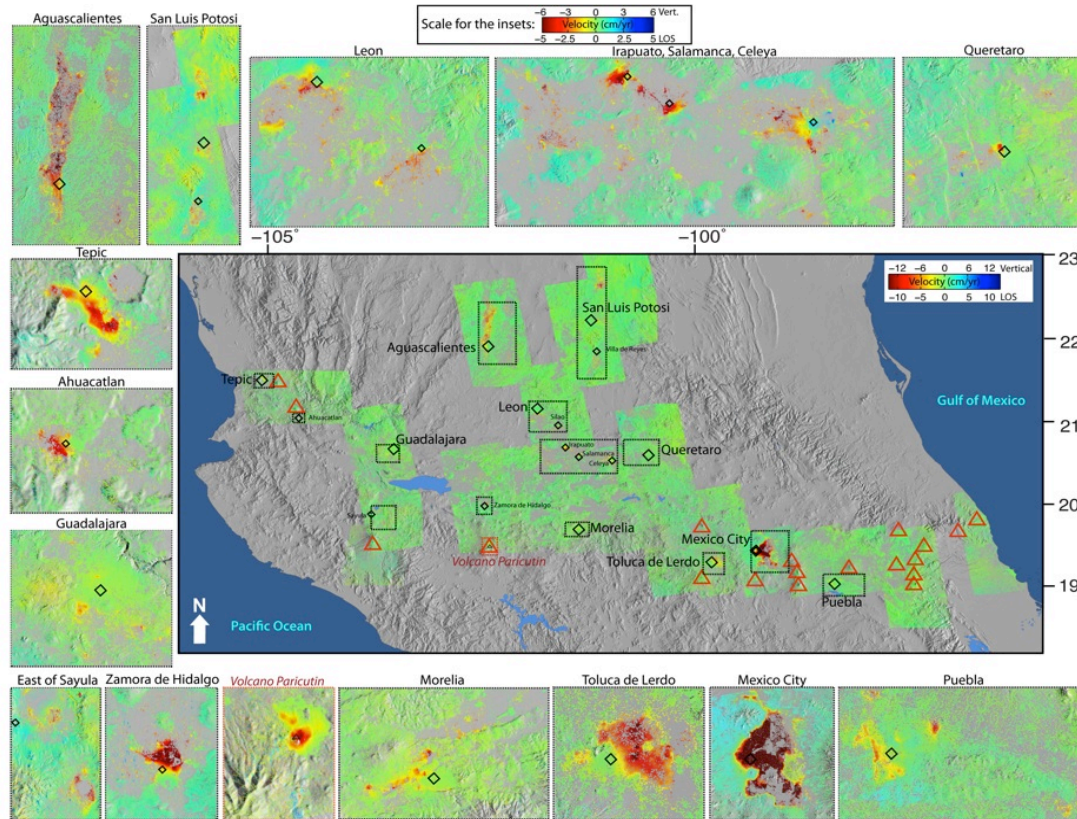 Aguascalientes
San Luis Potosi
Scale for the insets:
−6 −3 0 3 6 Vert.
Velocity (cm/yr)
−5 −2.5 0 2.5 5 LOS
Leon
Irapuato, Salamanca, Celeya
Queretaro
−105
−100
Tepic
23
−12 −6 0 6 12 Vertical
Velocity (cm/yr)
−10 −5 0 5 10 LOS
San Luis Potosi
22
Aguascalientes
Villa de Reyes
Tepic
Ahuacatlan
Leon
Silao
Gulf of Mexico
21
Ahuacatlan
Guadalajara
Irapuato
Salamanca
Celeya
Queretaro
20
Zamora de Hidalgo
Sayula
Morelia
Mexico City
Guadalajara
Volcano Paricutin
Toluca de Lerdo
19
Puebla
N
Pacific Ocean
East of Sayula
Zamora de Hidalgo
Volcano Paricutin
Morelia
Toluca de Lerdo
Mexico City
Puebla